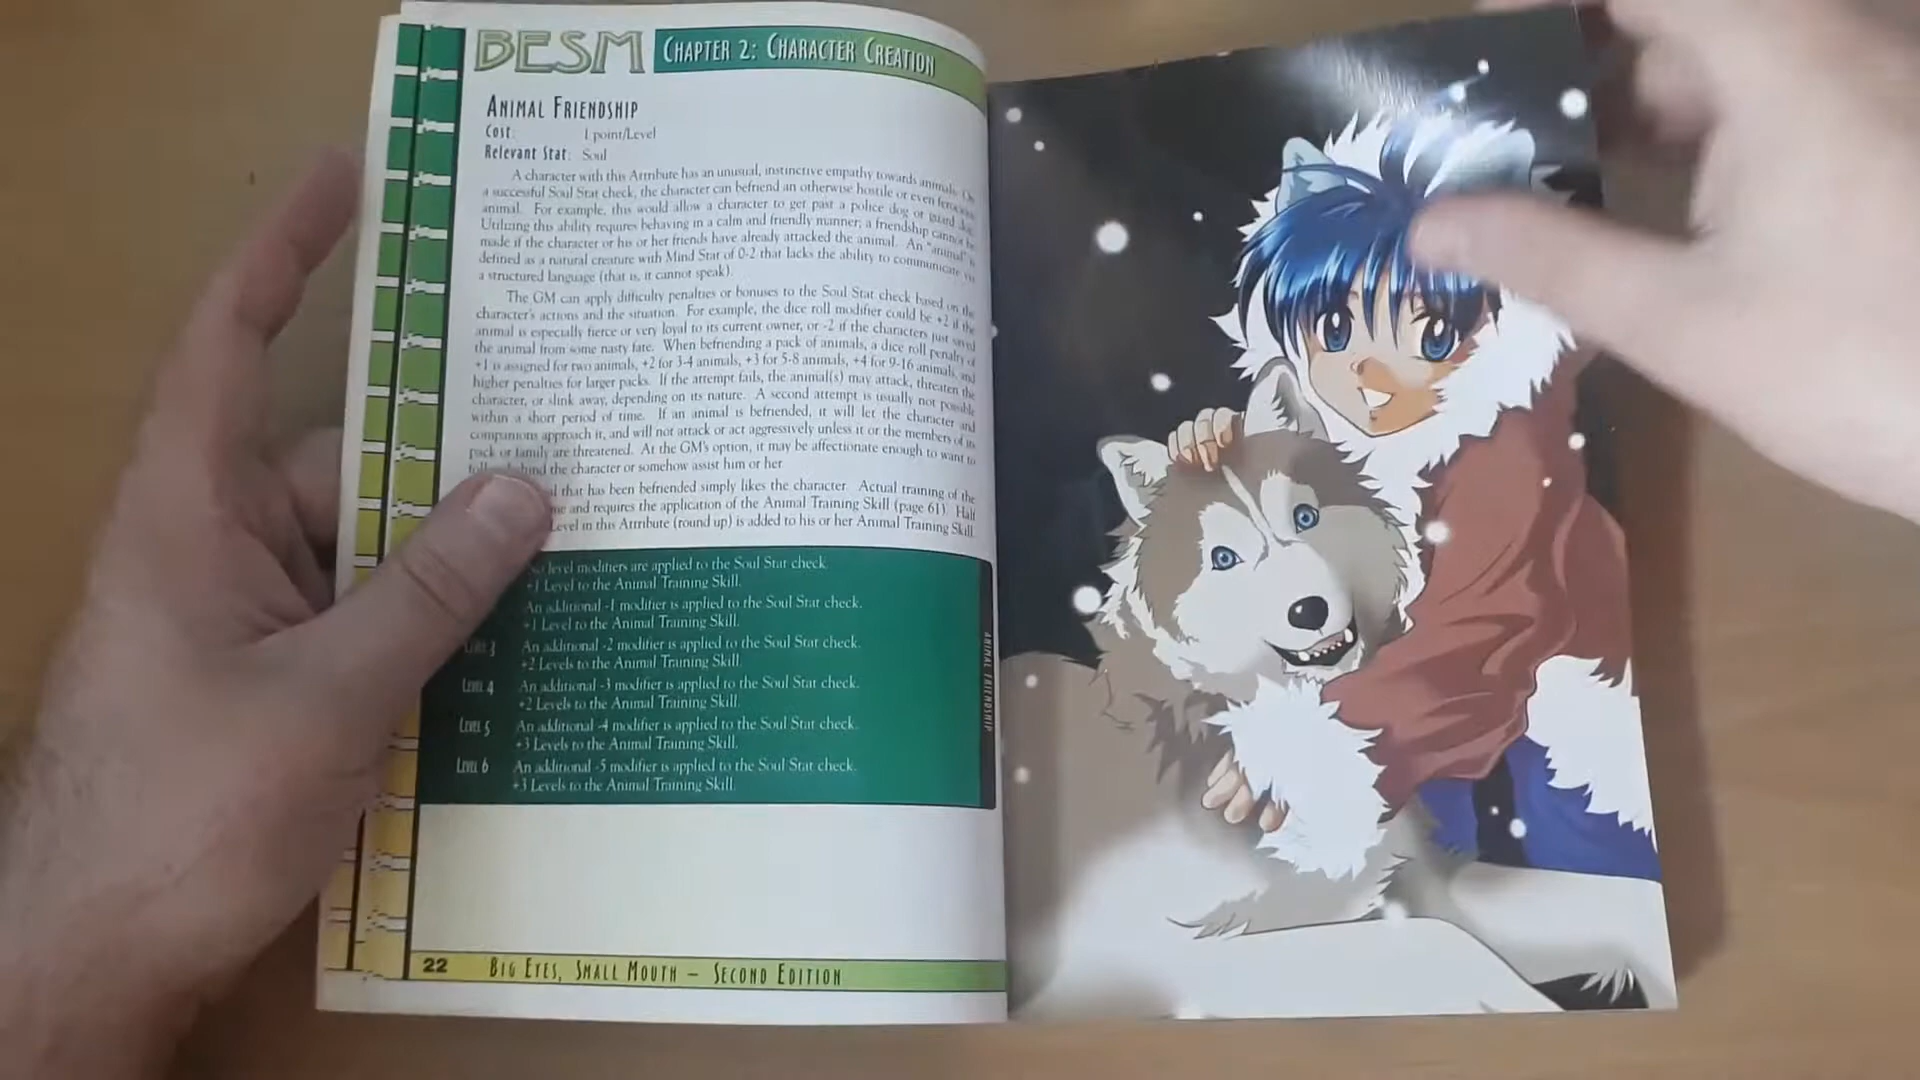 BESM CHAPTER 2: CHARACTER CREATION
ANIMAL FRIENDSHIP
Cost: 1 point/Level
Relevant Stat: Soul
A character with this Attribute has an unusual, instinctive empathy towards animals. On
a successful Soul Stat check, the character can befriend an otherwise hostile or even ferocious
animal. For example, this would allow a character to get past a police dog or guard dog.
Utilizing this ability requires behaving in a calm and friendly manner; a friendship cannot be
made if the character or his or her friends have already attacked the animal. An "animal" is
defined as a natural creature with Mind Stat of 0-2 that lacks the ability to communicate via
a structured language (that is, it cannot speak).
The GM can apply difficulty penalties or bonuses to the Soul Stat check based on the
character's actions and the situation. For example, the dice roll modifier could be +2 if the
animal is especially fierce or very loyal to its current owner, or -2 if the characters just saved
the animal from some nasty fate. When befriending a pack of animals, a dice roll penalty of
+1 is assigned for two animals, +2 for 3-4 animals, +3 for 5-8 animals, +4 for 9-16 animals, and
higher penalties for larger packs. If the attempt fails, the animal(s) may attack, threaten the
character, or slink away, depending on its nature. A second attempt is usually not possible
within a short period of time. If an animal is befriended, it will let the character and
companions approach it, and will not attack or act aggressively unless it or the members of its
pack or family are threatened. At the GM's option, it may be affectionate enough to want to
the character or somehow assist him or her.
that has been befriended simply likes the character. Actual training of the
and requires the application of the Animal Training Skill (page 61). Half
Level in this Attribute (round up) is added to his or her Animal Training Skill.
level modifiers are applied to the Soul Stat check.
+1 Level to the Animal Training Skill.
An additional -1 modifier is applied to the Soul Stat check.
+1 Level to the Animal Training Skill.
LEVEL 3 An additional -2 modifier is applied to the Soul Stat check.
+2 Levels to the Animal Training Skill.
LEVEL 4 An additional -3 modifier is applied to the Soul Stat check.
+2 Levels to the Animal Training Skill.
LEVEL 5 An additional -4 modifier is applied to the Soul Stat check.
+3 Levels to the Animal Training Skill.
LEVEL 6 An additional -5 modifier is applied to the Soul Stat check.
+3 Levels to the Animal Training Skill.
ANIMAL FRIENDSHIP
22 BIG EYES, SMALL MOUTH – SECOND EDITION